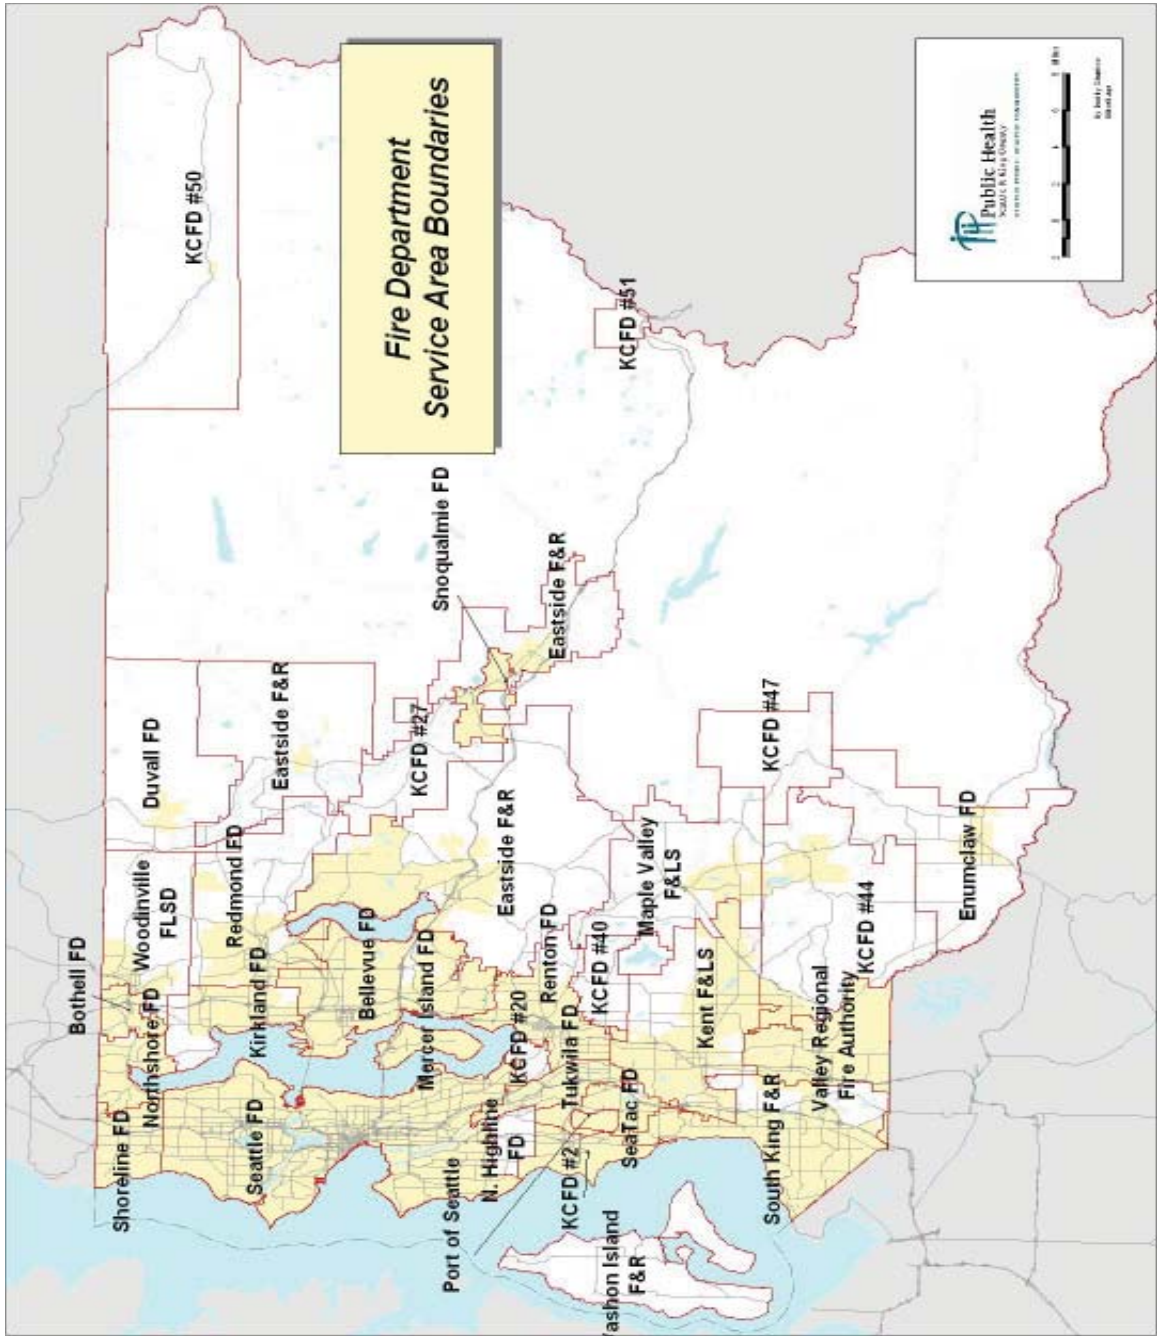 Fire Department
Service Area Boundaries
Public Health
Seattle & King County
KCFD #50
KCFD #51
Snoqualmie FD
Eastside F&R
Duvall FD
Eastside F&R
KCFD #27
KCFD #47
Woodinville
FLSD
Redmond FD
Eastside F&R
Maple Valley
F&LS
Enumclaw FD
Bothell FD
Northshore FD
Kirkland FD
Bellevue FD
Mercer Island FD
KCFD #20
Renton FD
KCFD #40
Kent F&LS
KCFD #44
Valley Regional
Fire Authority
Shoreline FD
Seattle FD
Port of Seattle
N. Highline
FD
KCFD #2
Tukwila FD
SeaTac FD
South King F&R
ashon Island
F&R